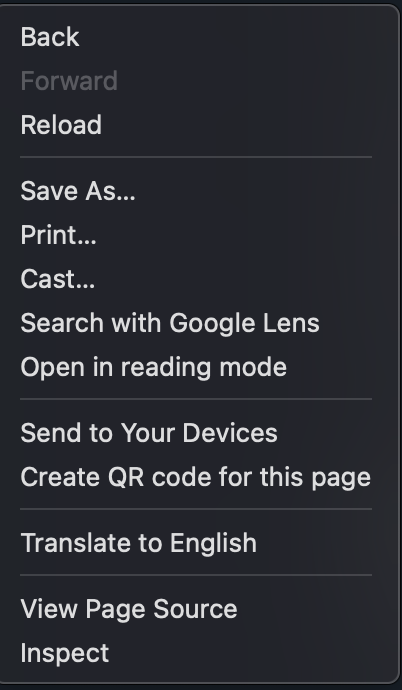 Back
Forward
Reload
Save As...
Print...
Cast...
Search with Google Lens
Open in reading mode
Send to Your Devices
Create QR code for this page
Translate to English
View Page Source
Inspect